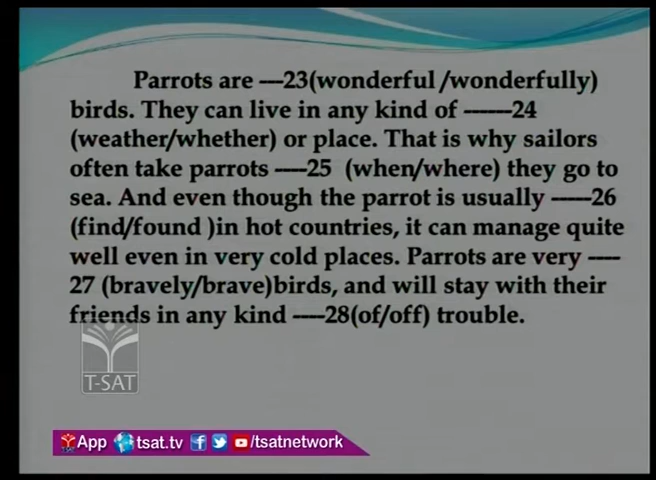 Parrots are ---23(wonderful /wonderfully)
birds. They can live in any kind of ------24
(weather/whether) or place. That is why sailors
often take parrots ----25 (when/where) they go to
sea. And even though the parrot is usually -----26
(find/found )in hot countries, it can manage quite
well even in very cold places. Parrots are very ----
27 (bravely/brave)birds, and will stay with their
friends in any kind ----28(of/off) trouble.
T-SAT
App tsat.tv /tsatnetwork